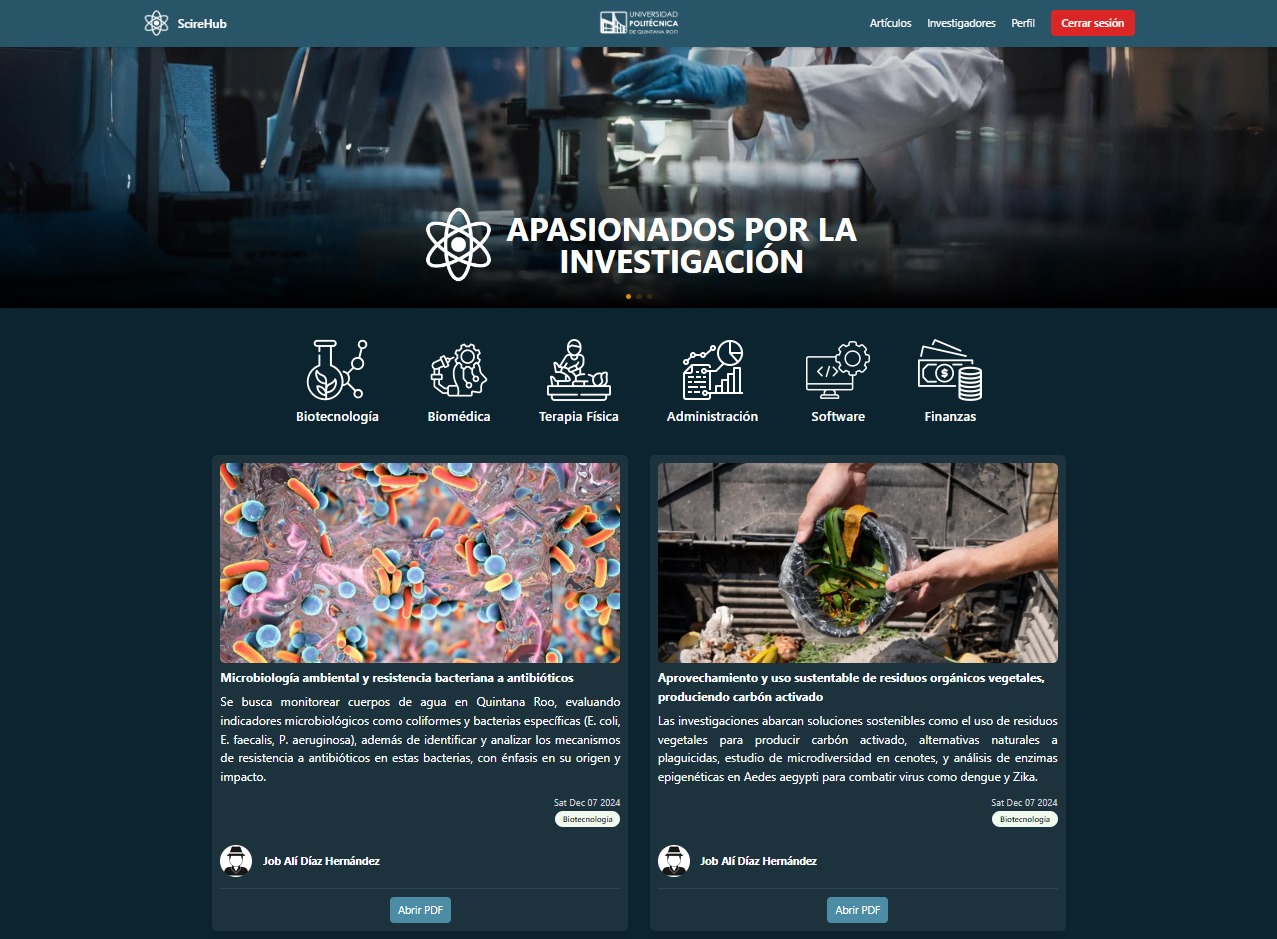 ScireHub
UNIVERSIDAD
POLITÉCNICA
DE QUINTANA ROO
Artículos
Investigadores
Perfil
Cerrar sesión
APASIONADOS POR LA
INVESTIGACIÓN
Biotecnología
Biomédica
Terapia Física
Administración
Software
Finanzas
Microbiología ambiental y resistencia bacteriana a antibióticos
Se busca monitorear cuerpos de agua en Quintana Roo, evaluando
indicadores microbiológicos como coliformes y bacterias específicas (E. coli,
E. faecalis, P. aeruginosa), además de identificar y analizar los mecanismos
de resistencia a antibióticos en estas bacterias, con énfasis en su origen y
impacto.
Sat Dec 07 2024
Biotecnología
Job Alí Díaz Hernández
Abrir PDF
Aprovechamiento y uso sustentable de residuos orgánicos vegetales,
produciendo carbón activado
Las investigaciones abarcan soluciones sostenibles como el uso de residuos
vegetales para producir carbón activado, alternativas naturales a
plaguicidas, estudio de microdiversidad en cenotes, y análisis de enzimas
epigenéticas en Aedes aegypti para combatir virus como dengue y Zika.
Sat Dec 07 2024
Biotecnología
Job Alí Díaz Hernández
Abrir PDF